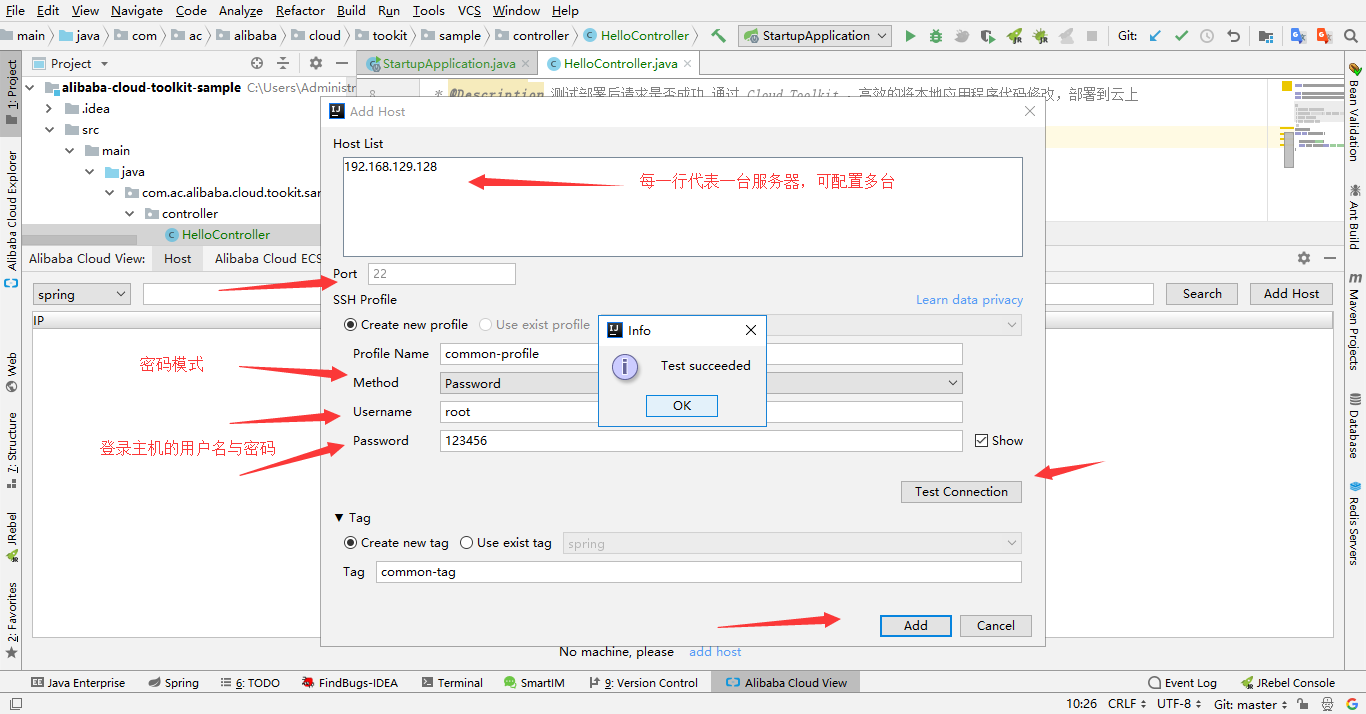 File Edit View Navigate Code Analyze Refactor Build Run Tools VCS Window Help
main java com ac alibaba cloud tookit sample controller HelloController StartupApplication Git:
1: Project
Alibaba Cloud Explorer
Web
7: Structure
JRebel
2: Favorites
Project
StartupApplication.java
HelloController.java
alibaba-cloud-toolkit-sample C:\Users\Administr
.idea
src
main
java
com.ac.alibaba.cloud.tookit.sam
controller
HelloController
8 * @Description 测试部署后请求是否成功 通过 Cloud Toolkit ，高效的将本地应用程序代码修改，部署到云上
Alibaba Cloud View: Host Alibaba Cloud ECS
spring
Search
Add Host
IP
Add Host
Host List
192.168.129.128
每一行代表一台服务器，可配置多台
Port 22
SSH Profile
Learn data privacy
Create new profile Use exist profile
Profile Name common-profile
密码模式
Method Password
Username root
登录主机的用户名与密码
Password 123456
Show
Info
Test succeeded
OK
Test Connection
Tag
Create new tag Use exist tag spring
Tag common-tag
Add
Cancel
No machine, please add host
Bean Validation
Ant Build
Maven Projects
Database
Redis Servers
Java Enterprise Spring 6: TODO FindBugs-IDEA Terminal SmartIM 9: Version Control Alibaba Cloud View Event Log JRebel Console
10:26 CRLF UTF-8 Git: master